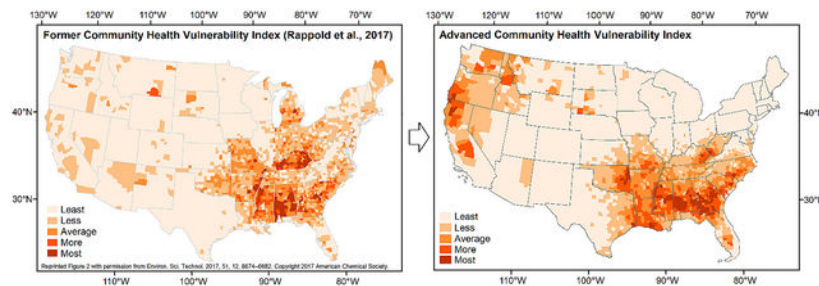 130°W 120°W 110°W 100°W 90°W 80°W 70°W
Former Community Health Vulnerability Index (Rappold et al., 2017)
40°N
30°N
Least
Less
Average
More
Most
Reprinted Figure 2 with permission from Environ. Sci. Technol. 2017, 51, 12, 6674–6682. Copyright 2017 American Chemical Society.
110°W 100°W 90°W 80°W
130°W 120°W 110°W 100°W 90°W 80°W 70°W
Advanced Community Health Vulnerability Index
40°N
30°N
Least
Less
Average
More
Most
110°W 100°W 90°W 80°W